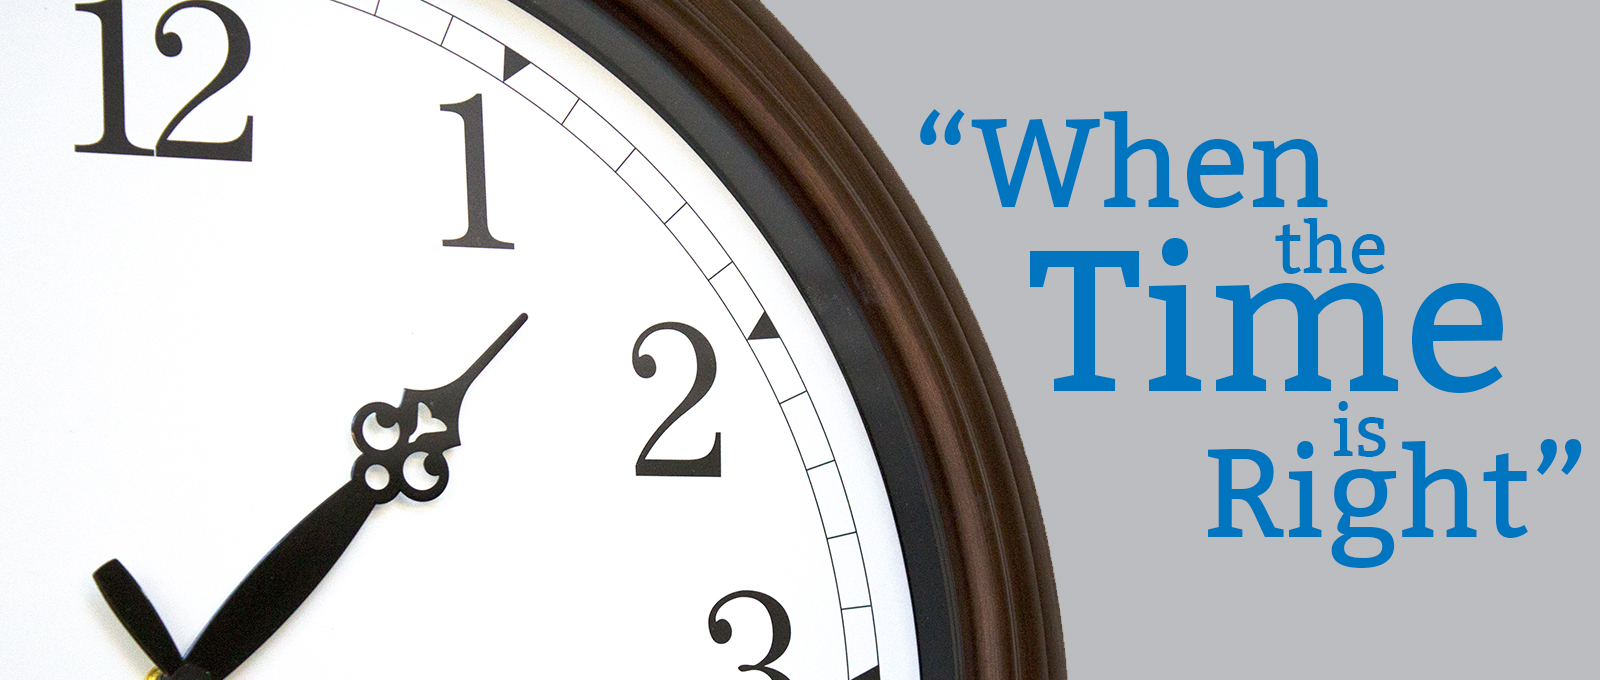 12
1
2
3
“When
the
Time
is
Right”